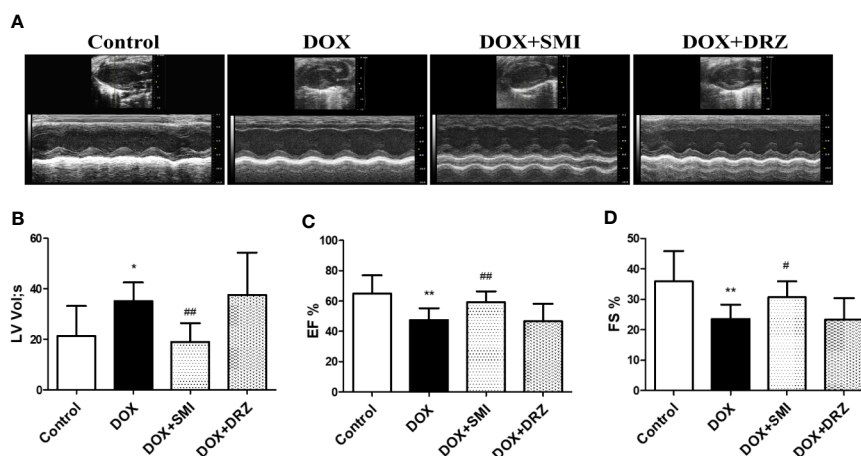 A
Control DOX DOX+SMI DOX+DRZ
B
LV Vol;s
60
40
20
0
*
##
Control
DOX
DOX+SMI
DOX+DRZ
C
EF %
100
80
60
40
20
0
**
##
Control
DOX
DOX+SMI
DOX+DRZ
D
FS %
50
40
30
20
10
0
**
#
Control
DOX
DOX+SMI
DOX+DRZ